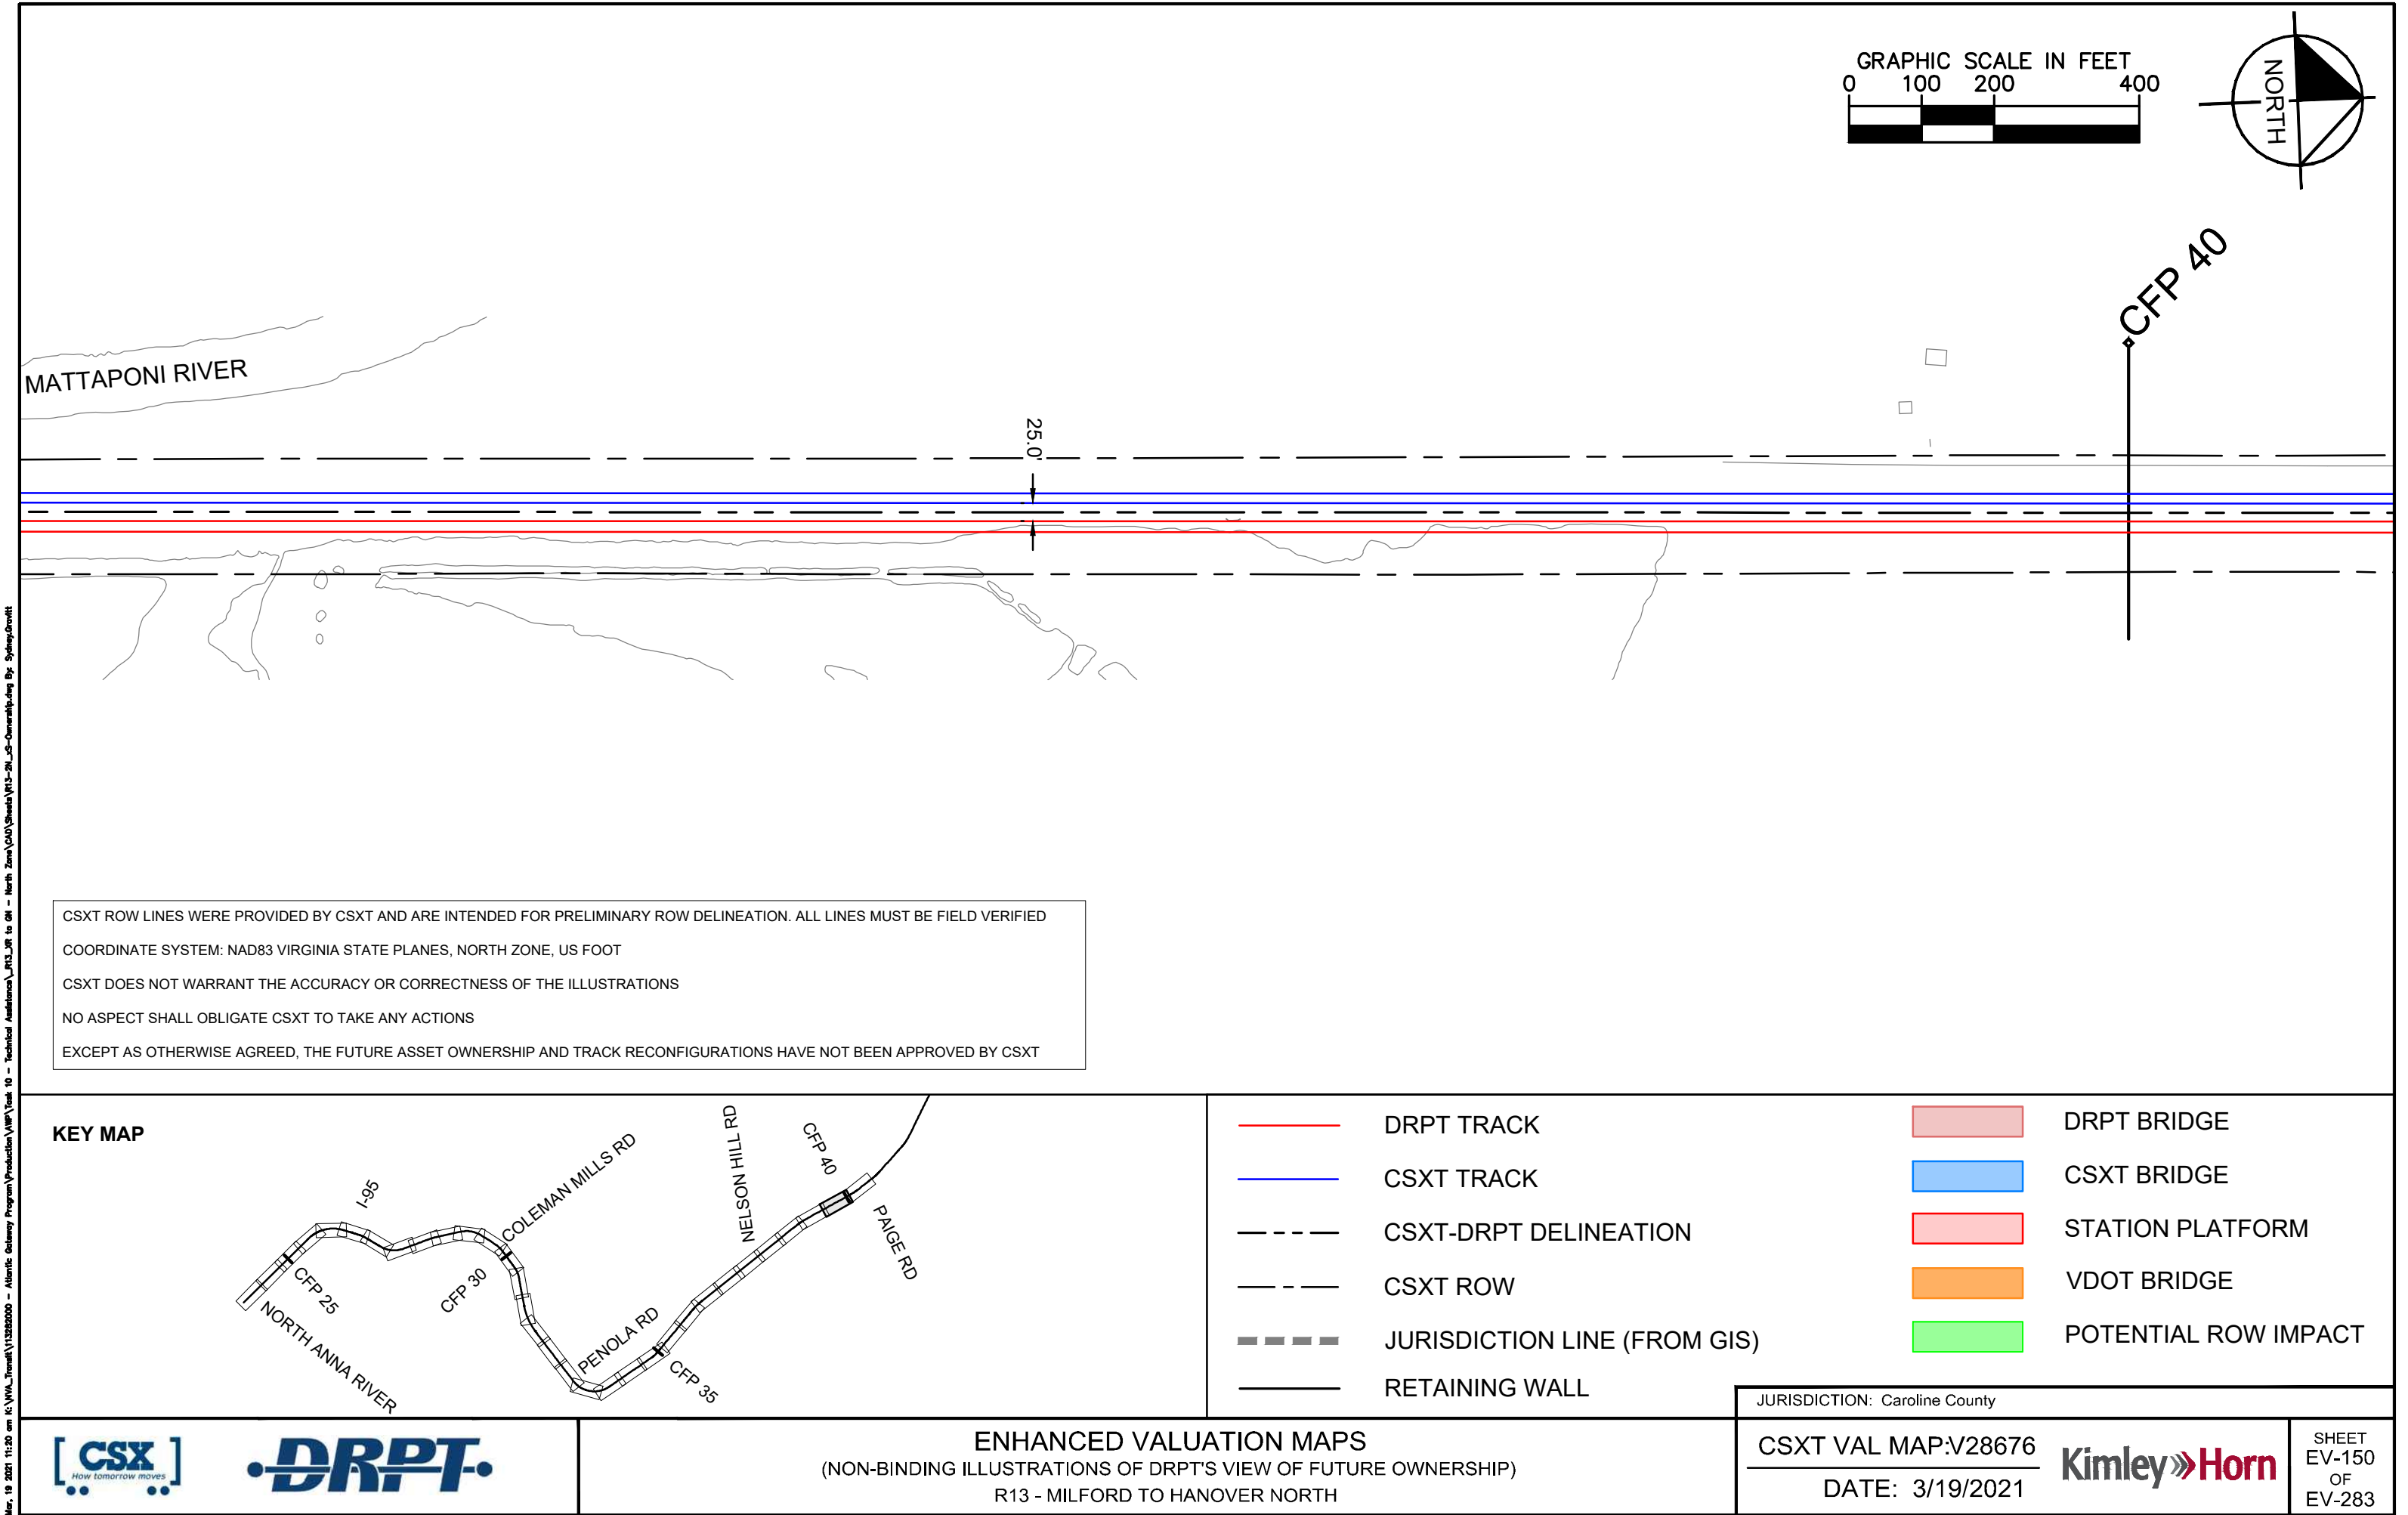 GRAPHIC SCALE IN FEET
0 100 200 400
NORTH
CFP 40
MATTAPONI RIVER
25.0'
CSXT ROW LINES WERE PROVIDED BY CSXT AND ARE INTENDED FOR PRELIMINARY ROW DELINEATION. ALL LINES MUST BE FIELD VERIFIED
COORDINATE SYSTEM: NAD83 VIRGINIA STATE PLANES, NORTH ZONE, US FOOT
CSXT DOES NOT WARRANT THE ACCURACY OR CORRECTNESS OF THE ILLUSTRATIONS
NO ASPECT SHALL OBLIGATE CSXT TO TAKE ANY ACTIONS
EXCEPT AS OTHERWISE AGREED, THE FUTURE ASSET OWNERSHIP AND TRACK RECONFIGURATIONS HAVE NOT BEEN APPROVED BY CSXT
KEY MAP
NORTH ANNA RIVER
CFP 25
I-95
CFP 30
COLEMAN MILLS RD
PENOLA RD
CFP 35
NELSON HILL RD
CFP 40
PAIGE RD
DRPT TRACK
CSXT TRACK
CSXT-DRPT DELINEATION
CSXT ROW
JURISDICTION LINE (FROM GIS)
RETAINING WALL
DRPT BRIDGE
CSXT BRIDGE
STATION PLATFORM
VDOT BRIDGE
POTENTIAL ROW IMPACT
JURISDICTION: Caroline County
CSX
How tomorrow moves
DRPT
ENHANCED VALUATION MAPS
(NON-BINDING ILLUSTRATIONS OF DRPT'S VIEW OF FUTURE OWNERSHIP)
R13 - MILFORD TO HANOVER NORTH
CSXT VAL MAP:V28676
DATE: 3/19/2021
Kimley»Horn
SHEET
EV-150
OF
EV-283